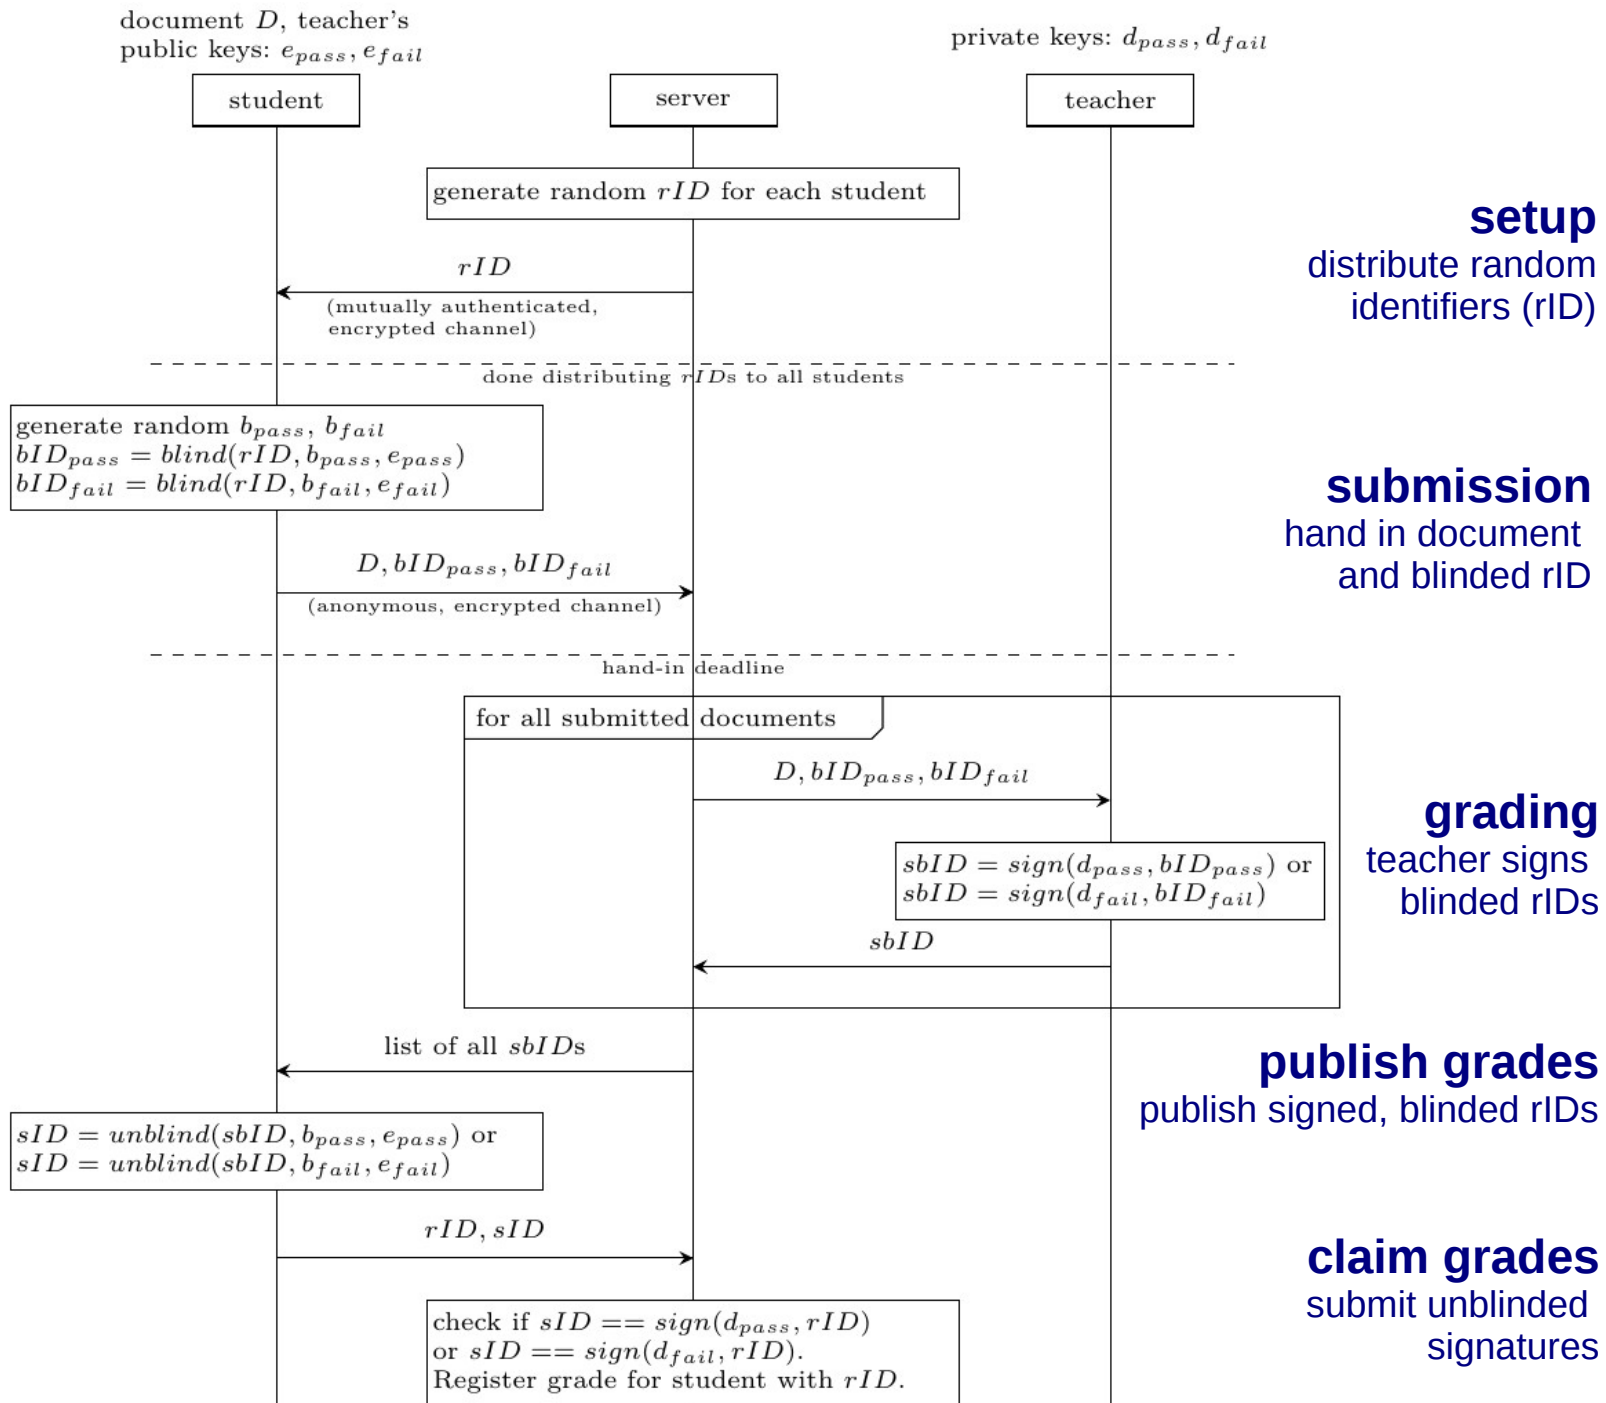 document D, teacher's
public keys: e_pass, e_fail
private keys: d_pass, d_fail
student
server
teacher
generate random rID for each student
setup
distribute random
identifiers (rID)
rID
(mutually authenticated,
encrypted channel)
done distributing rIDs to all students
generate random b_pass, b_fail
bID_pass = blind(rID, b_pass, e_pass)
bID_fail = blind(rID, b_fail, e_fail)
submission
hand in document
and blinded rID
D, bID_pass, bID_fail
(anonymous, encrypted channel)
hand-in deadline
for all submitted documents
D, bID_pass, bID_fail
grading
teacher signs
blinded rIDs
sbID = sign(d_pass, bID_pass) or
sbID = sign(d_fail, bID_fail)
sbID
list of all sbIDs
publish grades
publish signed, blinded rIDs
sID = unblind(sbID, b_pass, e_pass) or
sID = unblind(sbID, b_fail, e_fail)
rID, sID
claim grades
submit unblinded
signatures
check if sID == sign(d_pass, rID)
or sID == sign(d_fail, rID).
Register grade for student with rID.